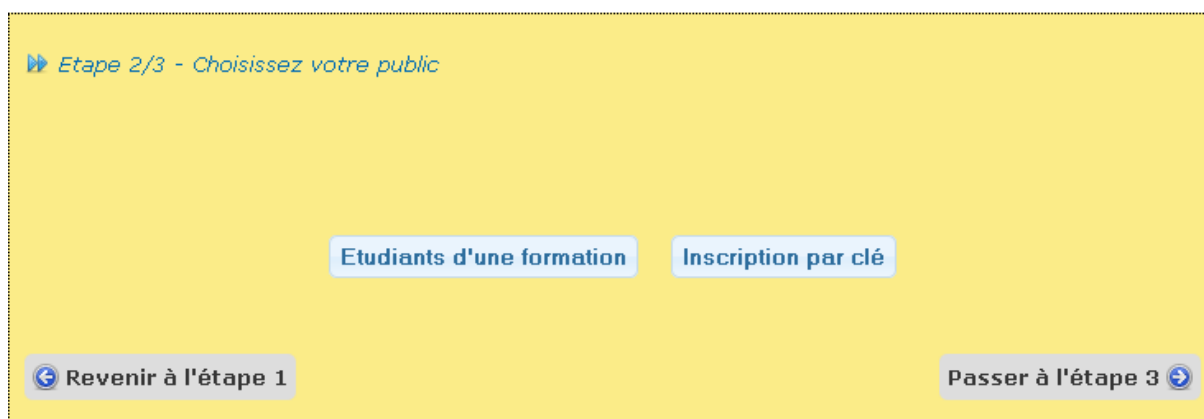 Etape 2/3 - Choisissez votre public
Etudiants d'une formation
Inscription par clé
Revenir à l'étape 1
Passer à l'étape 3